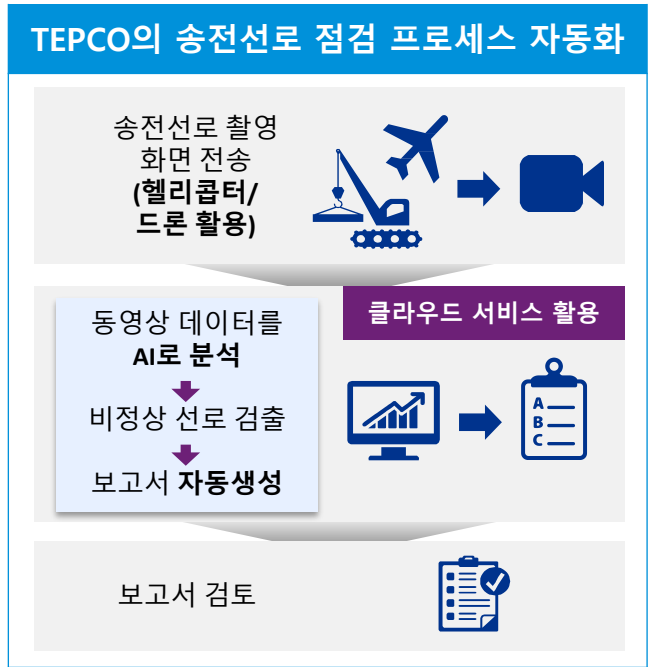 TEPCO의 송전선로 점검 프로세스 자동화
송전선로 촬영
화면 전송
(헬리콥터/
드론 활용)
동영상 데이터를
AI로 분석
비정상 선로 검출
보고서 자동생성
클라우드 서비스 활용
A
B
C
보고서 검토